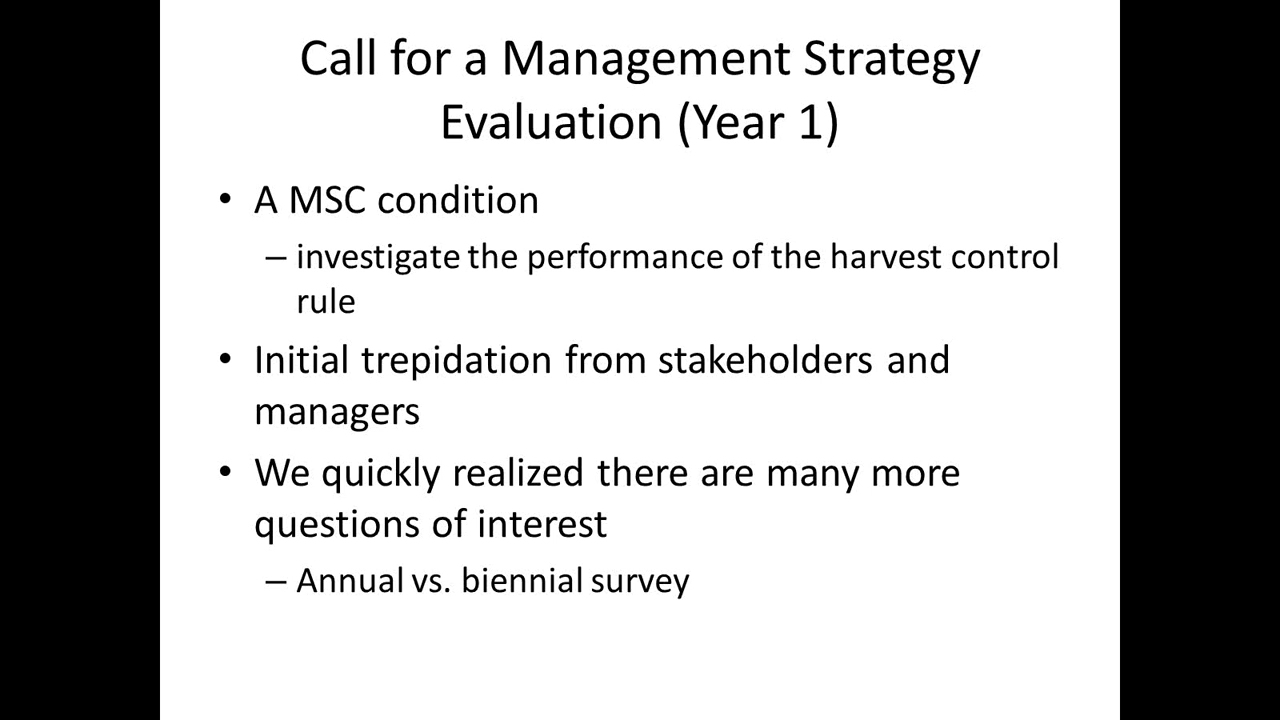 Call for a Management Strategy
Evaluation (Year 1)
• A MSC condition
– investigate the performance of the harvest control
rule
• Initial trepidation from stakeholders and
managers
• We quickly realized there are many more
questions of interest
– Annual vs. biennial survey